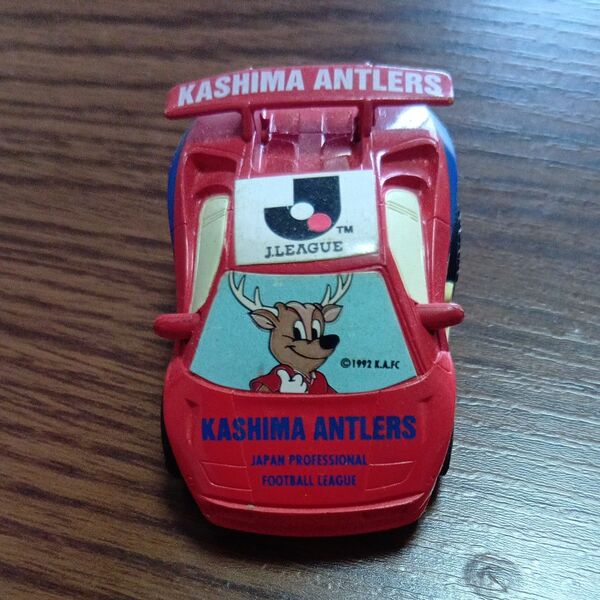 KASHIMA ANTLERS
TM
J.LEAGUE
©1992 K.A.FC
KASHIMA ANTLERS
JAPAN PROFESSIONAL
FOOTBALL LEAGUE